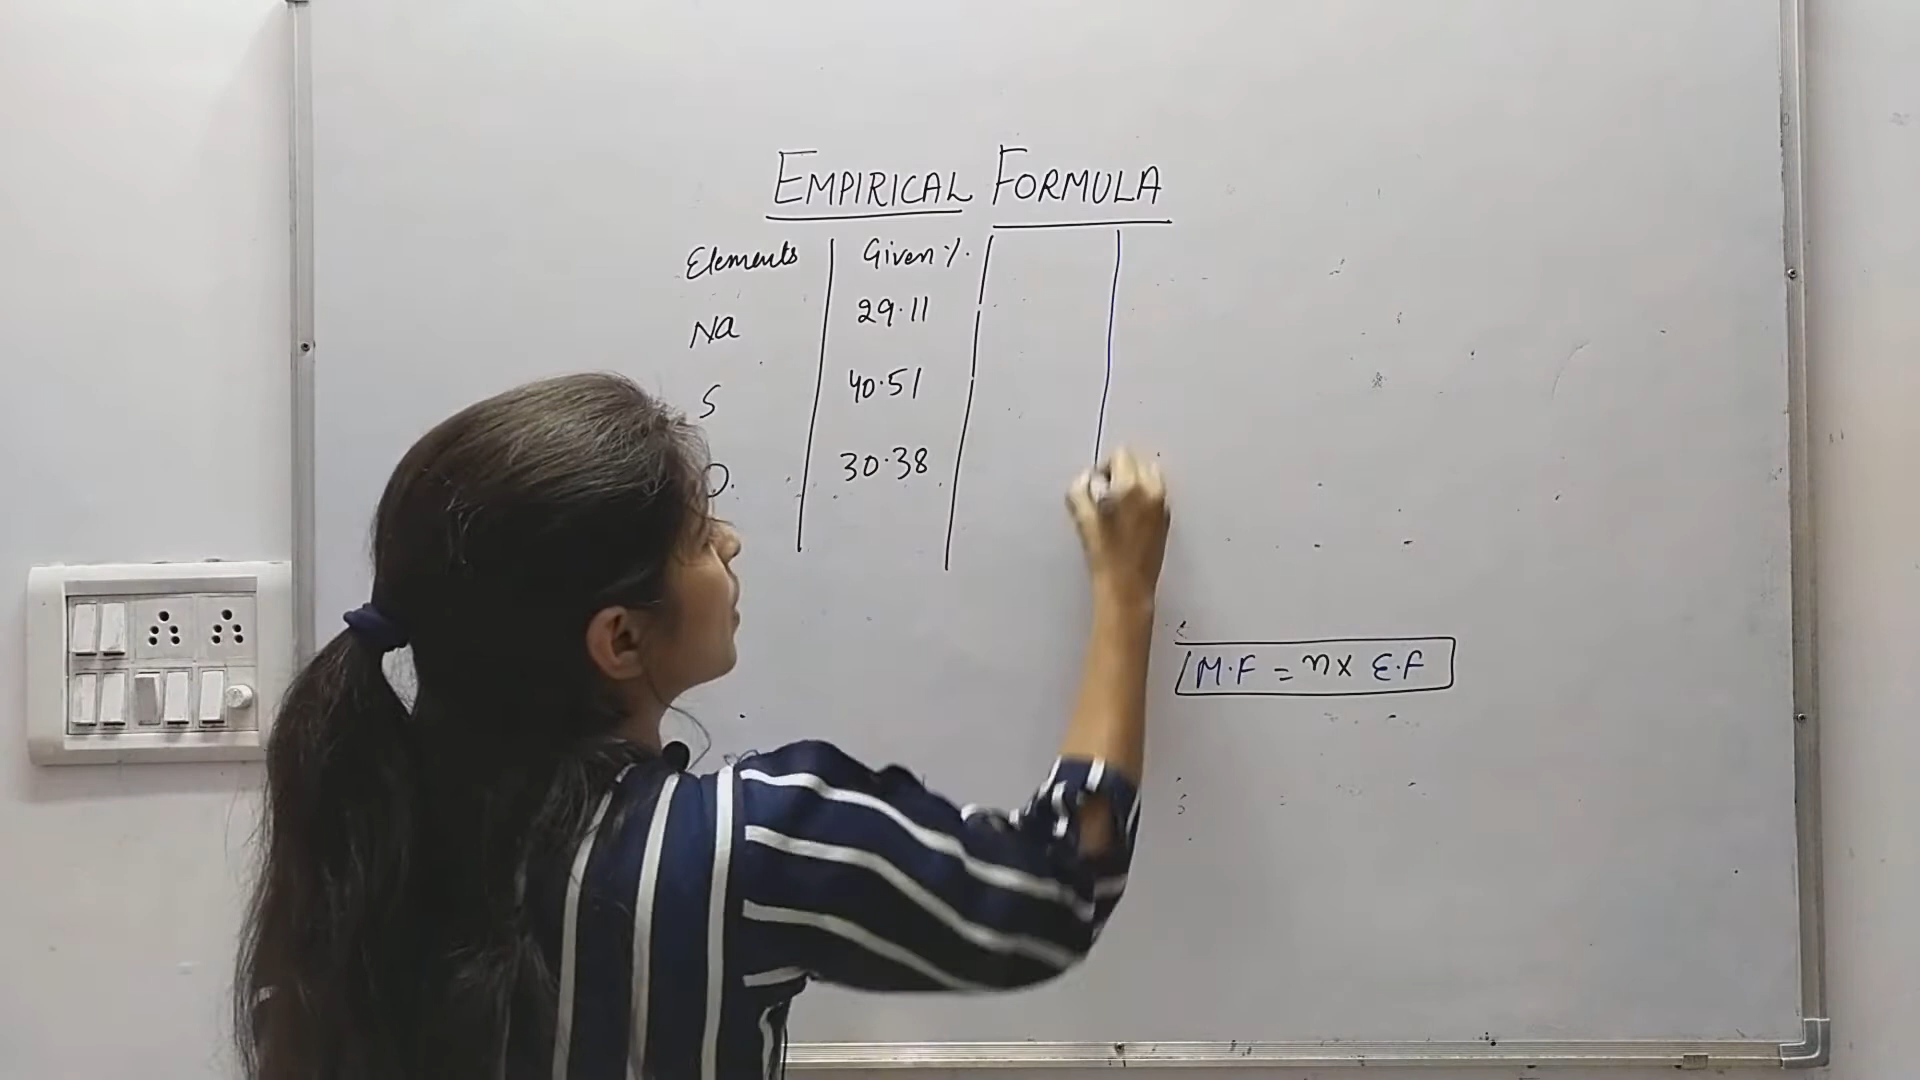 EMPIRICAL FORMULA
Elements Given %.
Na 29.11
S 40.51
O. 30.38
M.F = n x E.F